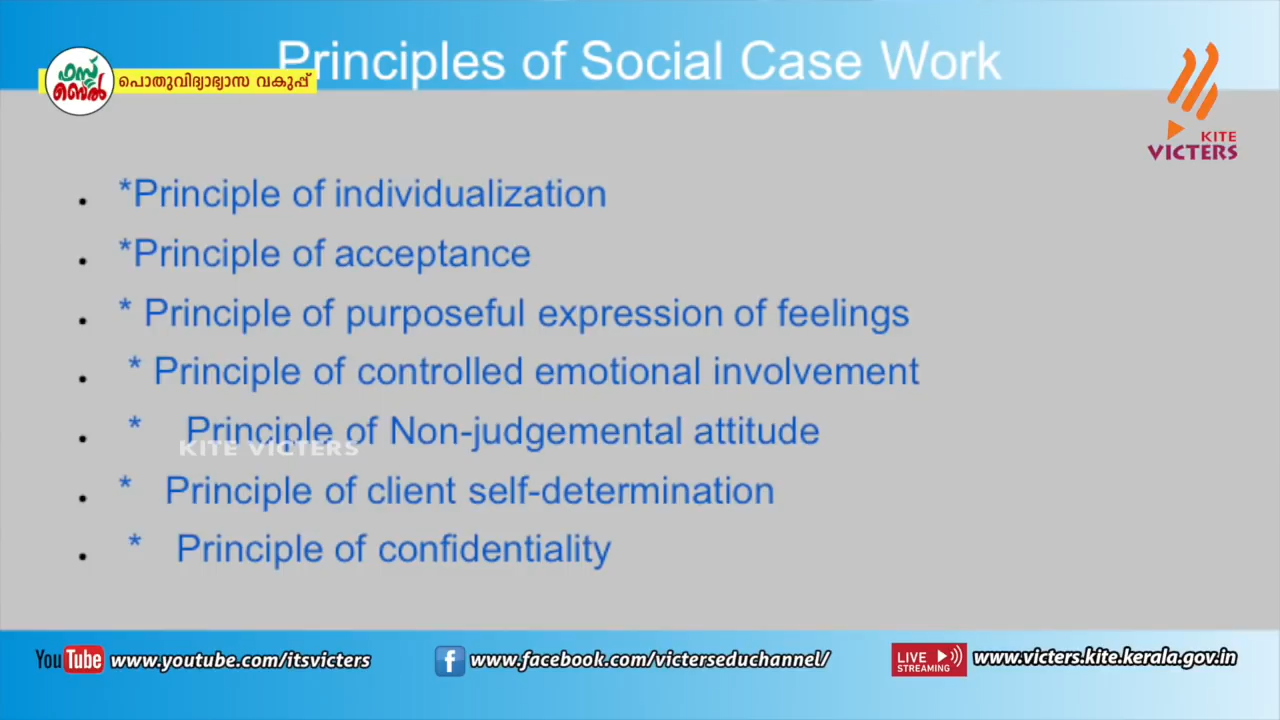 Principles of Social Case Work
ഫസ്റ്റ് ബെൽ
പൊതുവിദ്യാഭ്യാസ വകുപ്പ്
KITE
VICTERS
. *Principle of individualization
. *Principle of acceptance
. * Principle of purposeful expression of feelings
. * Principle of controlled emotional involvement
. * Principle of Non-judgemental attitude
KITE VICTERS
. * Principle of client self-determination
. * Principle of confidentiality
YouTube www.youtube.com/itsvicters
f www.facebook.com/victerseduchannel/
LIVE STREAMING www.victers.kite.kerala.gov.in